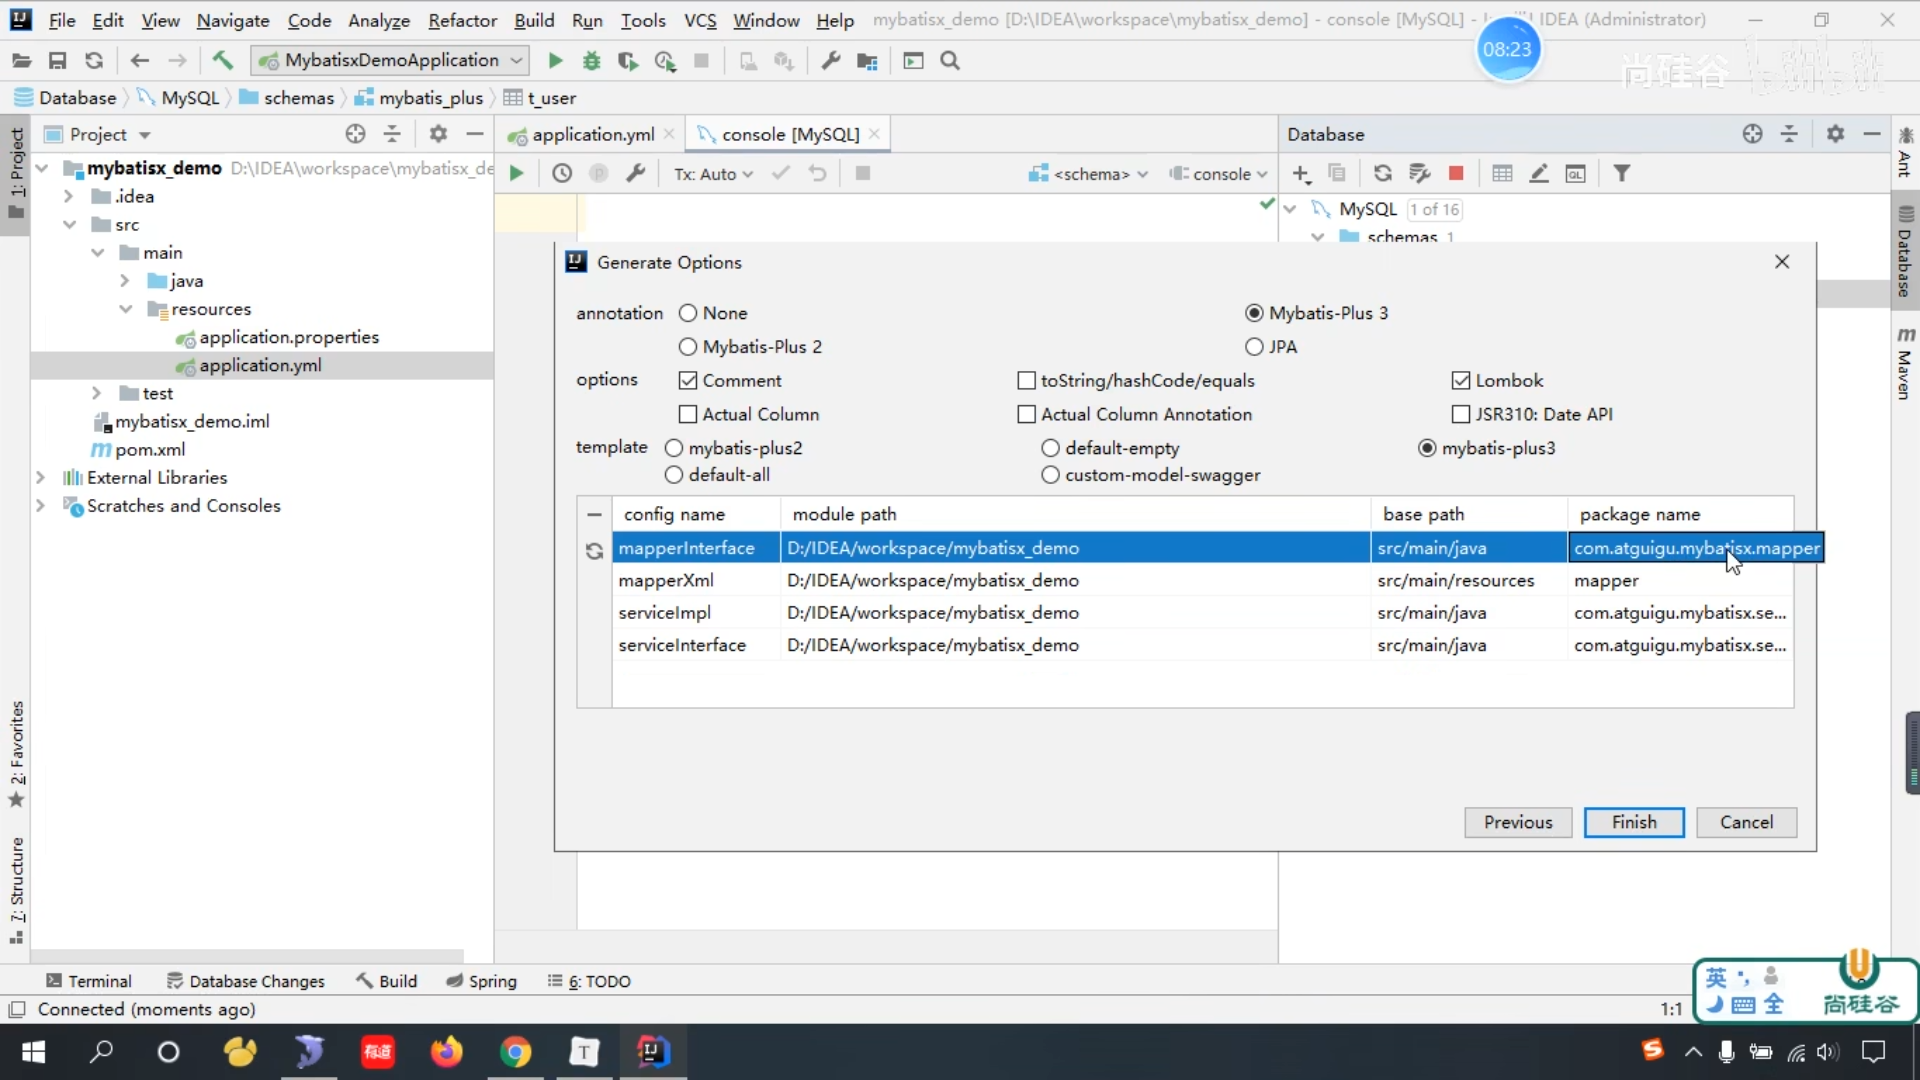 File Edit View Navigate Code Analyze Refactor Build Run Tools VCS Window Help mybatisx_demo [D:\IDEA\workspace\mybatisx_demo] - console [MySQL] - IDEA (Administrator)
MybatisxDemoApplication
08:23
尚硅谷 bilibili
Database MySQL schemas mybatis_plus t_user
Project
application.yml console [MySQL]
Database
Tx: Auto <schema> console
1: Project
mybatisx_demo D:\IDEA\workspace\mybatisx_de
.idea
src
main
java
resources
application.properties
application.yml
test
mybatisx_demo.iml
pom.xml
External Libraries
Scratches and Consoles
MySQL 1 of 16
schemas 1
Ant
Database
Maven
Generate Options
annotation None Mybatis-Plus 3
Mybatis-Plus 2 JPA
options Comment toString/hashCode/equals Lombok
Actual Column Actual Column Annotation JSR310: Date API
template mybatis-plus2 default-empty mybatis-plus3
default-all custom-model-swagger
config name module path base path package name
mapperInterface D:/IDEA/workspace/mybatisx_demo src/main/java com.atguigu.mybatisx.mapper
mapperXml D:/IDEA/workspace/mybatisx_demo src/main/resources mapper
serviceImpl D:/IDEA/workspace/mybatisx_demo src/main/java com.atguigu.mybatisx.se...
serviceInterface D:/IDEA/workspace/mybatisx_demo src/main/java com.atguigu.mybatisx.se...
Previous Finish Cancel
2: Favorites
7: Structure
Terminal Database Changes Build Spring 6: TODO
Connected (moments ago)
1:1
英
全
尚硅谷
有道
T